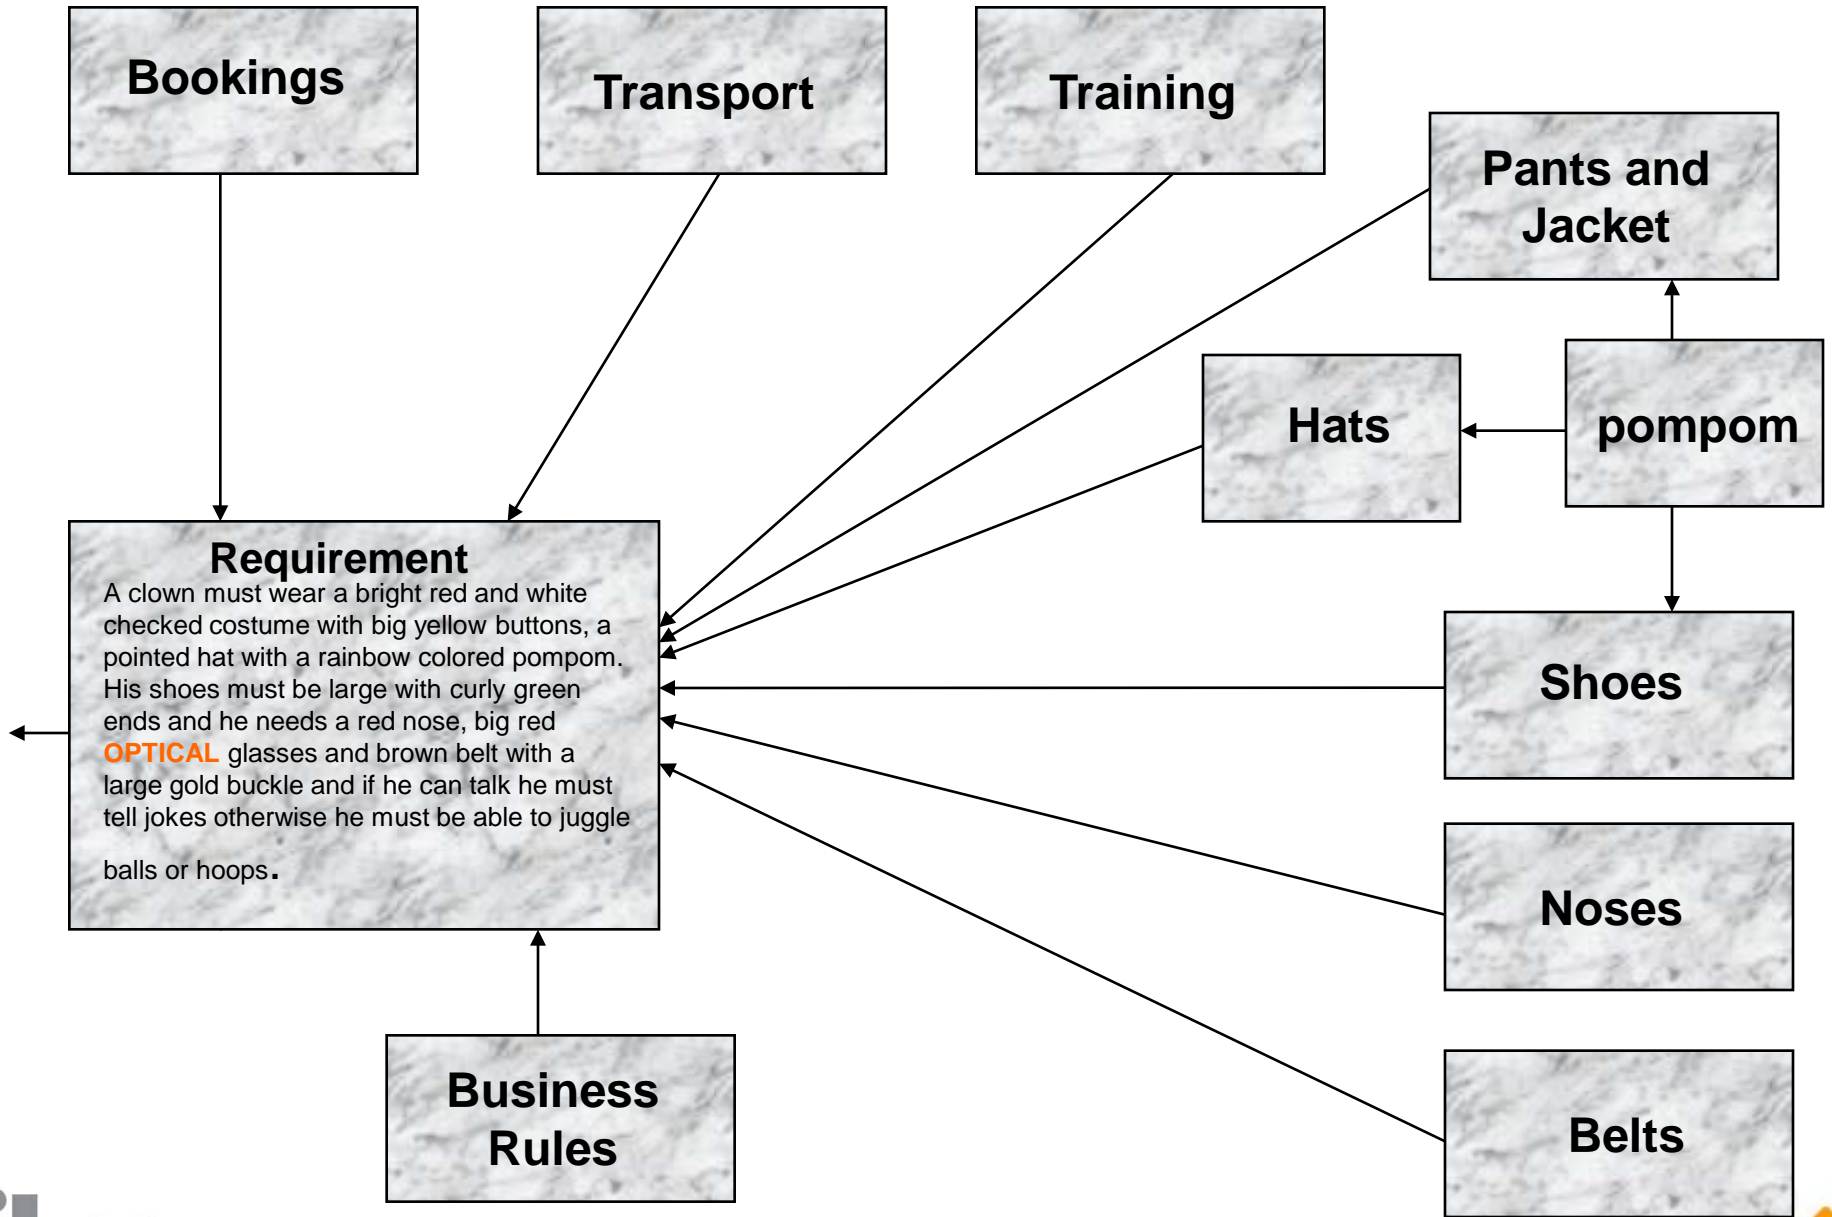 Bookings
Transport
Training
Pants and
Jacket
Hats
pompom
Requirement
A clown must wear a bright red and white
checked costume with big yellow buttons, a
pointed hat with a rainbow colored pompom.
His shoes must be large with curly green
ends and he needs a red nose, big red
OPTICAL glasses and brown belt with a
large gold buckle and if he can talk he must
tell jokes otherwise he must be able to juggle
balls or hoops.
Shoes
Noses
Business
Rules
Belts